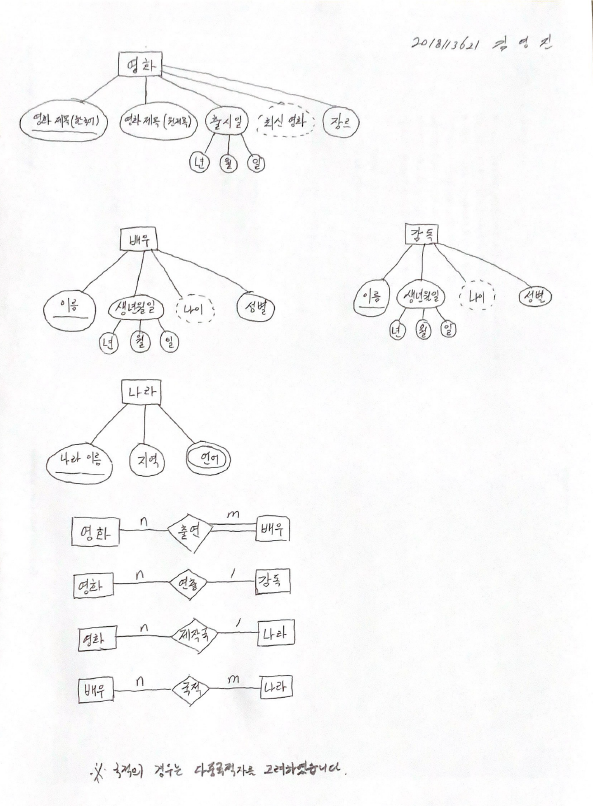 2018113621 김영진
영화
영화 제목(한국어) 영화 제목(원제목) 출시일 최신 영화 장르
년 월 일
배우 감독
이름 생년월일 나이 성별 이름 생년월일 나이 성별
년 월 일 년 월 일
나라
나라 이름 지역 언어
영화 n 출연 m 배우
영화 n 연출 1 감독
영화 n 제작국 1 나라
배우 n 국적 m 나라
※ 국적의 경우는 다중국적자를 고려하였습니다.